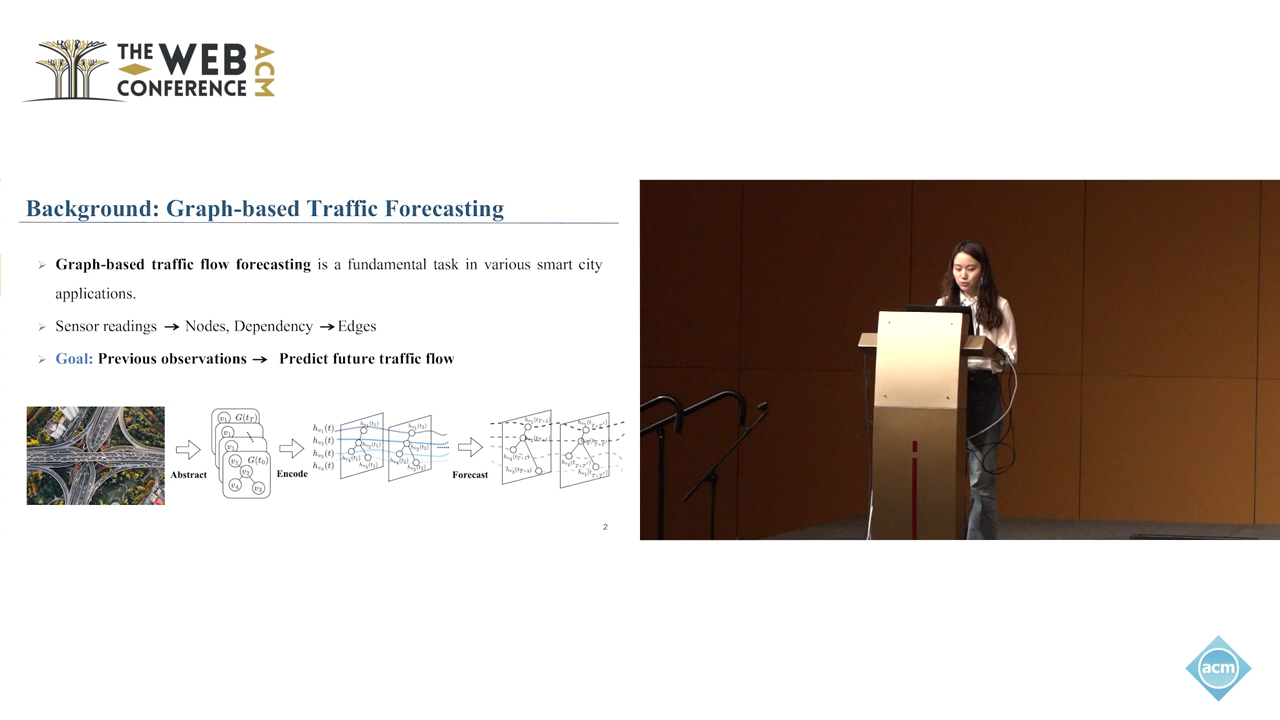 THE WEB
CONFERENCE
ACM
Background: Graph-based Traffic Forecasting
Graph-based traffic flow forecasting is a fundamental task in various smart city
applications.
Sensor readings → Nodes, Dependency → Edges
Goal: Previous observations → Predict future traffic flow
Abstract
Encode
Forecast
2
acm